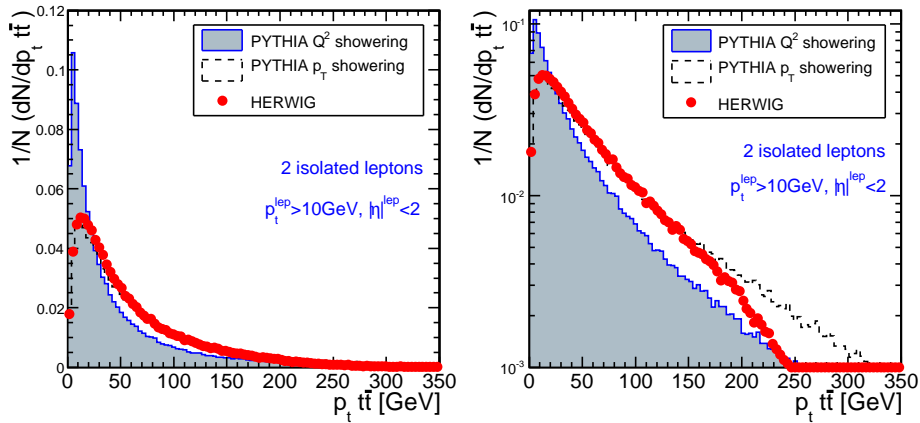 1/N (dN/dp_t tt̄)
0.12
0.1
0.08
0.06
0.04
0.02
0
0 50 100 150 200 250 300 350
p_t tt̄ [GeV]
PYTHIA Q² showering
PYTHIA p_T showering
HERWIG
2 isolated leptons
p_t^lep>10GeV, |η|^lep<2
1/N (dN/dp_t tt̄)
10⁻¹
10⁻²
10⁻³
0 50 100 150 200 250 300 350
p_t tt̄ [GeV]
PYTHIA Q² showering
PYTHIA p_T showering
HERWIG
2 isolated leptons
p_t^lep>10GeV, |η|^lep<2